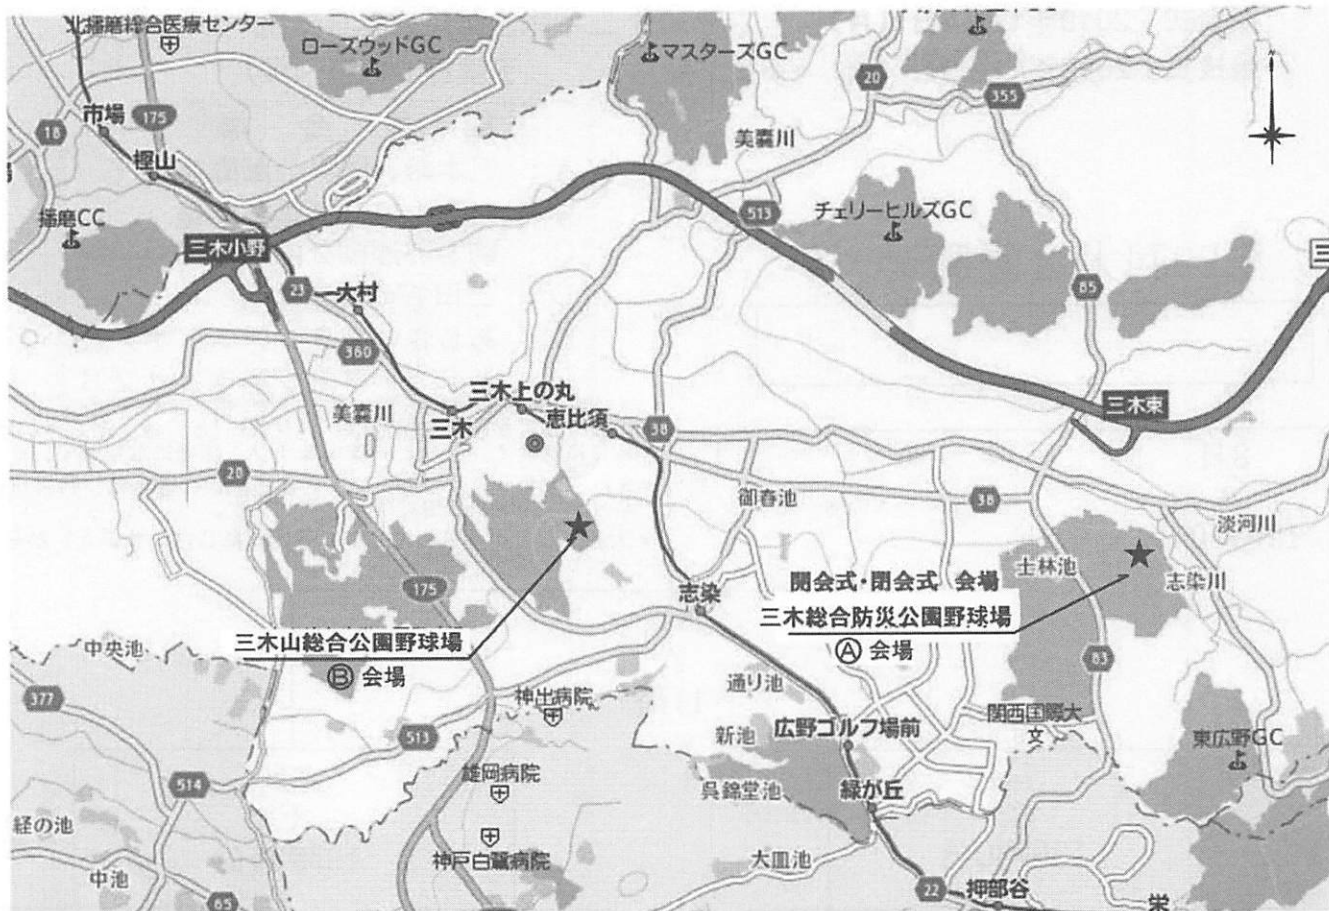 北播磨総合医療センター
ローズウッドGC
マスターズGC
20
355
175
18
市場
樫山
美嚢川
播磨CC
三木小野
513
チェリーヒルズGC
三
23
大村
85
360
三木上の丸
三木
恵比須
美嚢川
38
三木東
20
御春池
38
淡河川
175
志染
開会式・閉会式 会場
三木総合防災公園野球場
Ⓐ 会場
士林池
志染川
三木山総合公園野球場
Ⓑ 会場
中央池
83
377
神出病院
通り池
関西国際大
文
513
新池
広野ゴルフ場前
東広野GC
514
雄岡病院
呉錦堂池
緑が丘
経の池
神戸白鷺病院
大皿池
中池
65
22
押部谷
栄